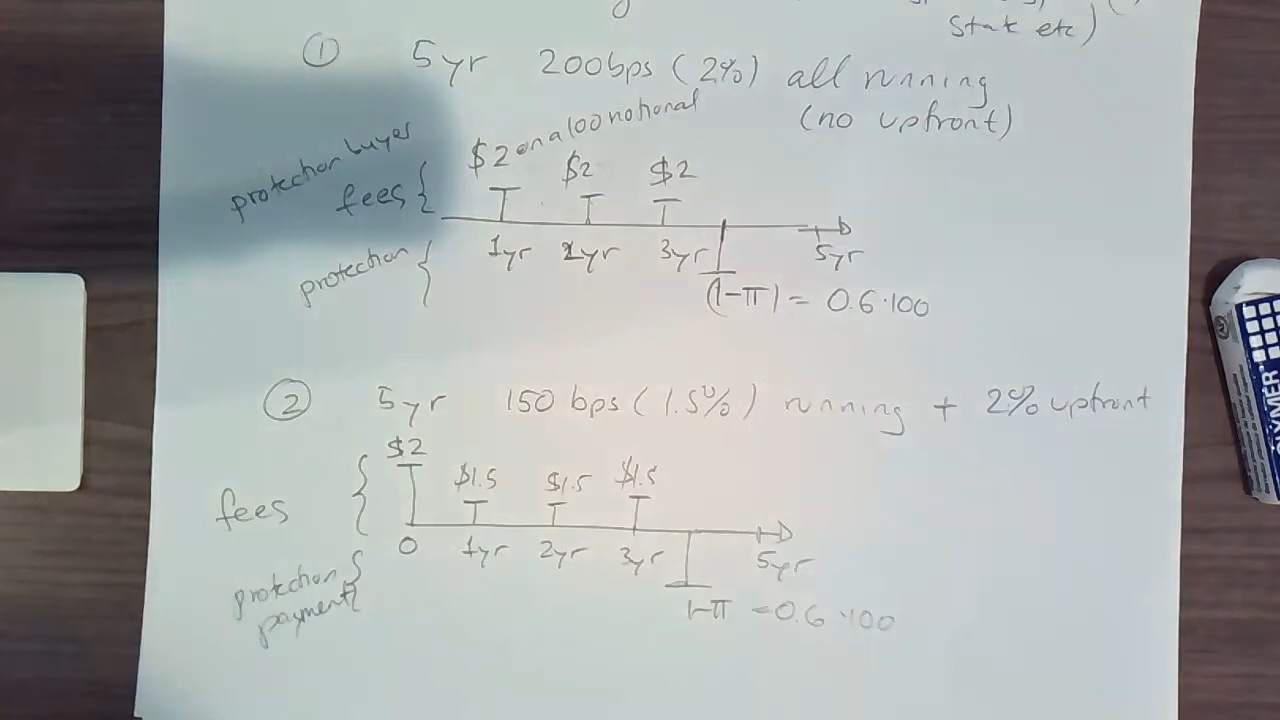 Stat etc)
① 5yr 200bps (2%) all running
(no upfront)
protection buyer
$2 on a 100 notional $2 $2
fees {
1yr 2yr 3yr 5yr
protection {
(1-π) = 0.6·100
② 5yr 150 bps (1.5%) running + 2% upfront
$2
$1.5 $1.5 $1.5
fees {
0 1yr 2yr 3yr 5yr
protection payment {
1-π = 0.6·100